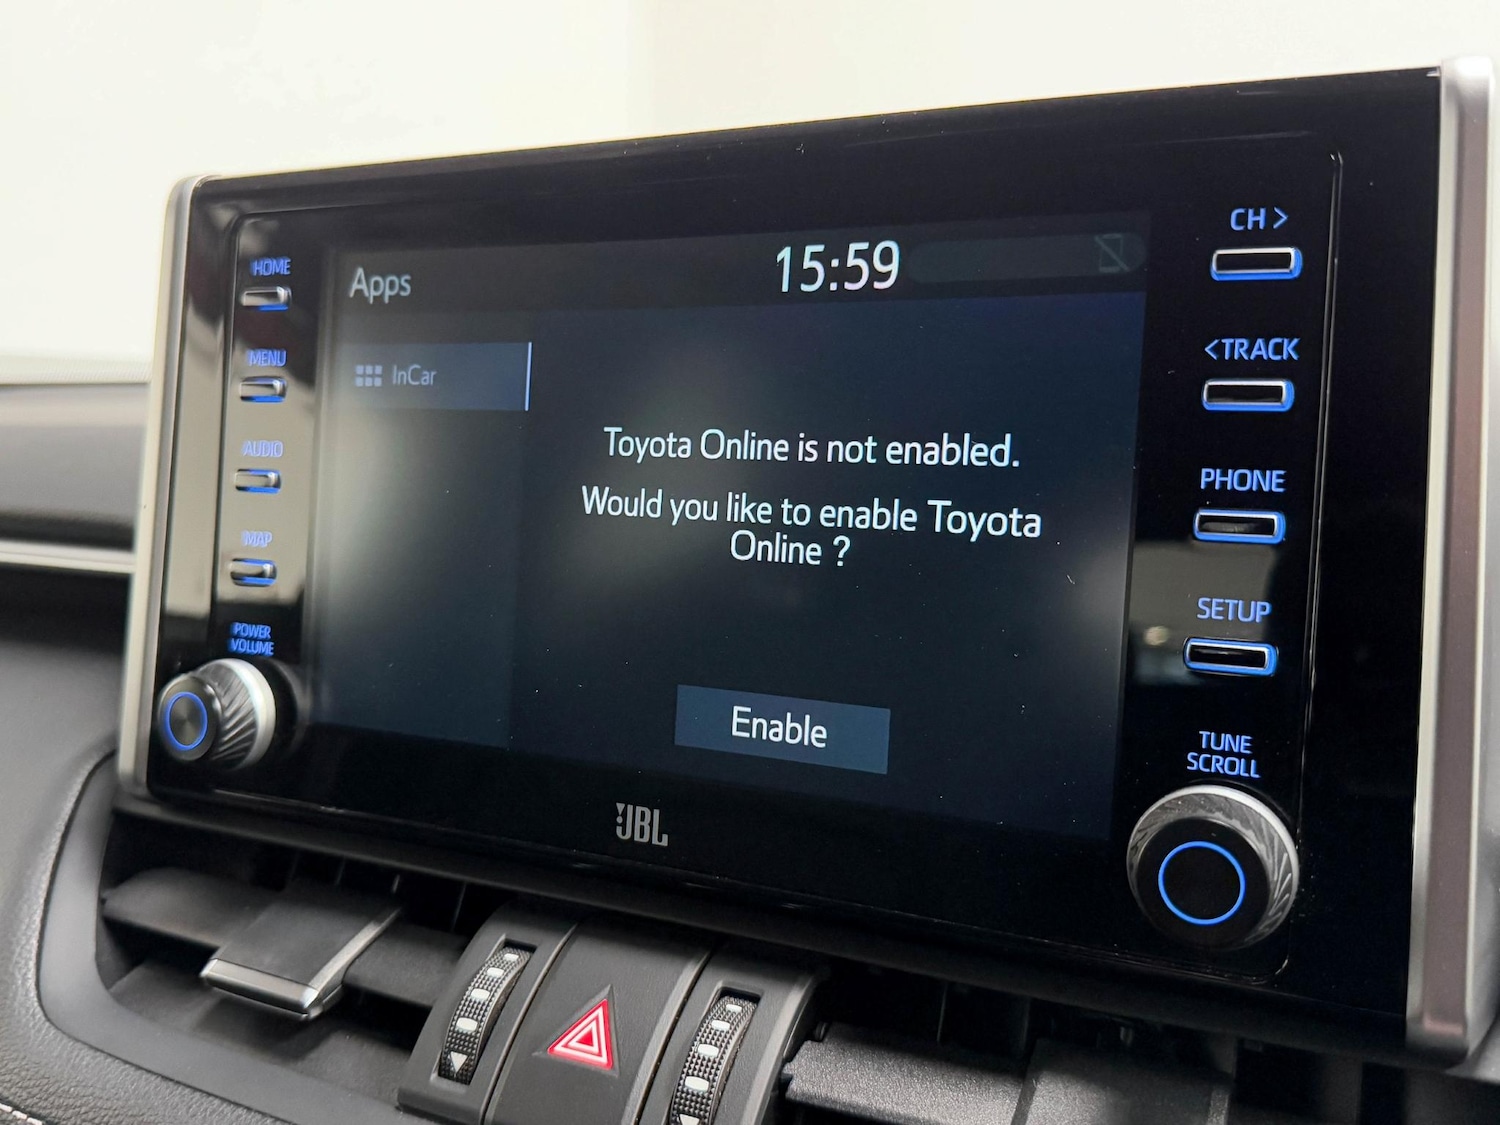 HOME
MENU
AUDIO
MAP
POWER
VOLUME
Apps
15:59
InCar
Toyota Online is not enabled.
Would you like to enable Toyota
Online ?
Enable
JBL
CH >
<TRACK
PHONE
SETUP
TUNE
SCROLL